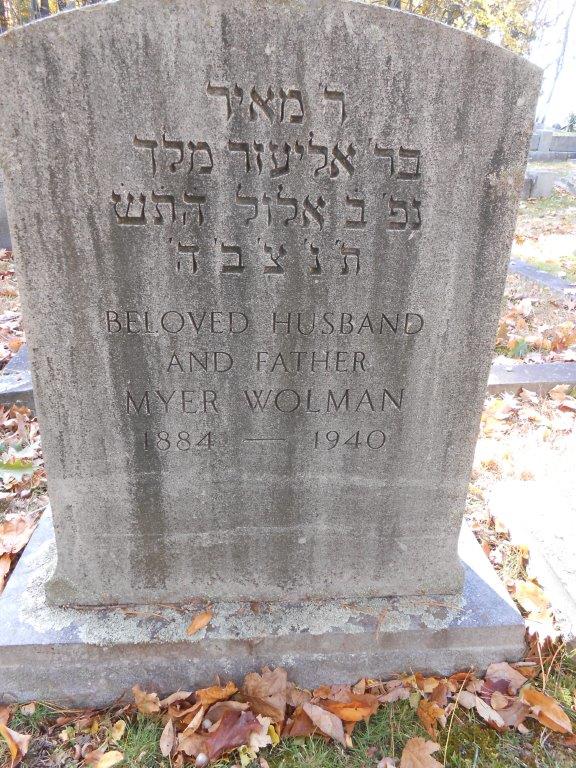 ר' מאיר
בר' אליעזר מלך
נפ' ב' אלול התש
ת' נ' צ' ב' ה'
BELOVED HUSBAND
AND FATHER
MYER WOLMAN
1884 — 1940